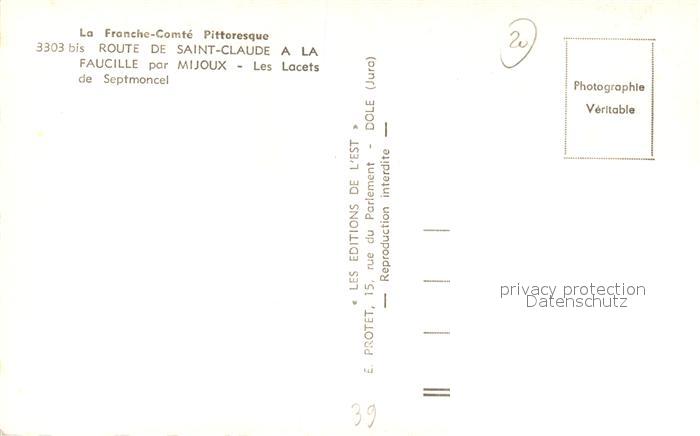 La Franche-Comté Pittoresque
3303 bis ROUTE DE SAINT-CLAUDE A LA
FAUCILLE par MIJOUX - Les Lacets
de Septmoncel
« LES EDITIONS DE L'EST »
E. PROTET, 15, rue du Parlement - DOLE (Jura)
— Reproduction interdite —
20
Photographie
Véritable
privacy protection
Datenschutz
39